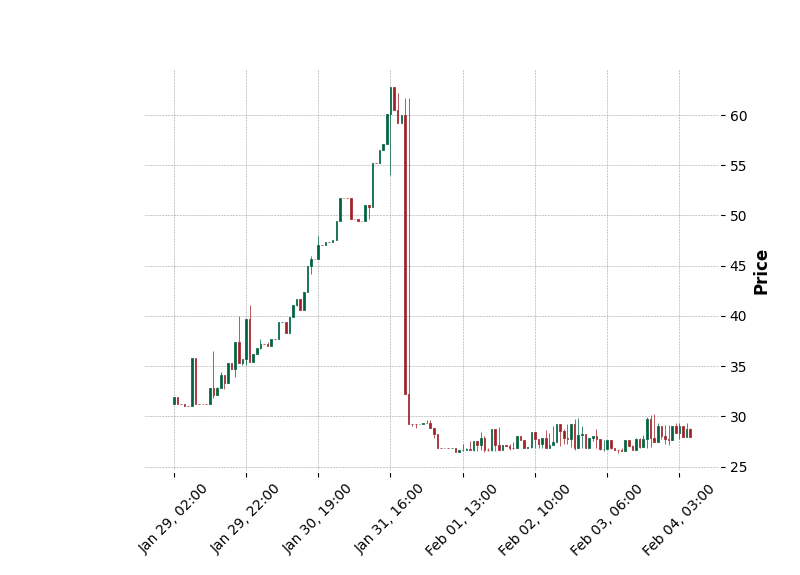 60
55
50
45
40
35
30
25
Price
Jan 29, 02:00
Jan 29, 22:00
Jan 30, 19:00
Jan 31, 16:00
Feb 01, 13:00
Feb 02, 10:00
Feb 03, 06:00
Feb 04, 03:00